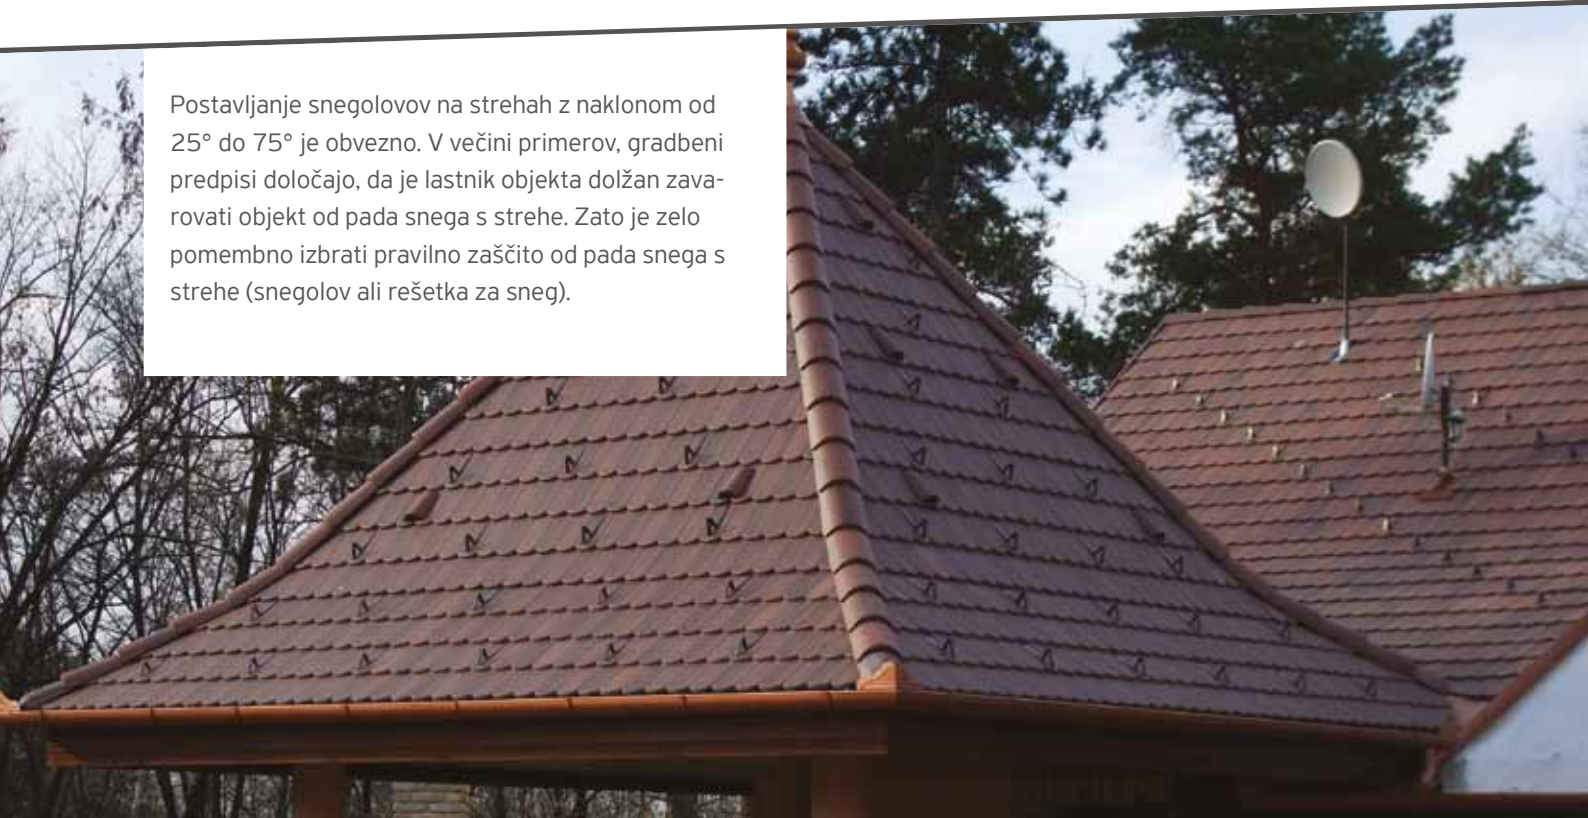 Postavljanje snegolovov na strehah z naklonom od
25° do 75° je obvezno. V večini primerov, gradbeni
predpisi določajo, da je lastnik objekta dolžan zava-
rovati objekt od pada snega s strehe. Zato je zelo
pomembno izbrati pravilno zaščito od pada snega s
strehe (snegolov ali rešetka za sneg).